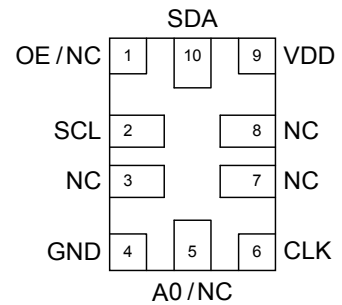 SDA
OE/NC 1 10 9 VDD
SCL 2 8 NC
NC 3 7 NC
GND 4 5 6 CLK
A0/NC